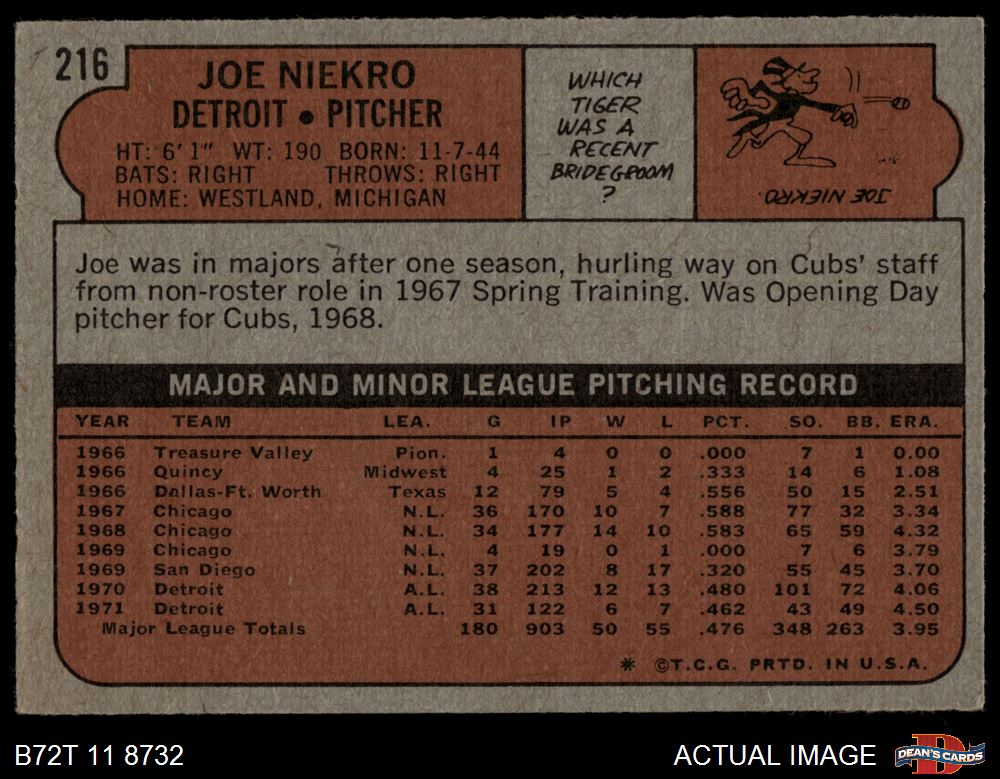 216
JOE NIEKRO
DETROIT • PITCHER
HT: 6' 1" WT: 190 BORN: 11-7-44
BATS: RIGHT THROWS: RIGHT
HOME: WESTLAND, MICHIGAN
WHICH
TIGER
WAS A
RECENT
BRIDEGROOM
?
JOE NIEKRO.
Joe was in majors after one season, hurling way on Cubs' staff
from non-roster role in 1967 Spring Training. Was Opening Day
pitcher for Cubs, 1968.
MAJOR AND MINOR LEAGUE PITCHING RECORD
YEAR TEAM LEA. G IP W L PCT. SO. BB. ERA.
1966 Treasure Valley Pion. 1 4 0 0 .000 7 1 0.00
1966 Quincy Midwest 4 25 1 2 .333 14 6 1.08
1966 Dallas-Ft. Worth Texas 12 79 5 4 .556 50 15 2.51
1967 Chicago N.L. 36 170 10 7 .588 77 32 3.34
1968 Chicago N.L. 34 177 14 10 .583 65 59 4.32
1969 Chicago N.L. 4 19 0 1 .000 7 6 3.79
1969 San Diego N.L. 37 202 8 17 .320 55 45 3.70
1970 Detroit A.L. 38 213 12 13 .480 101 72 4.06
1971 Detroit A.L. 31 122 6 7 .462 43 49 4.50
Major League Totals 180 903 50 55 .476 348 263 3.95
* ©T.C.G. PRTD. IN U.S.A.
B72T 11 8732
ACTUAL IMAGE
D
DEAN'S CARDS